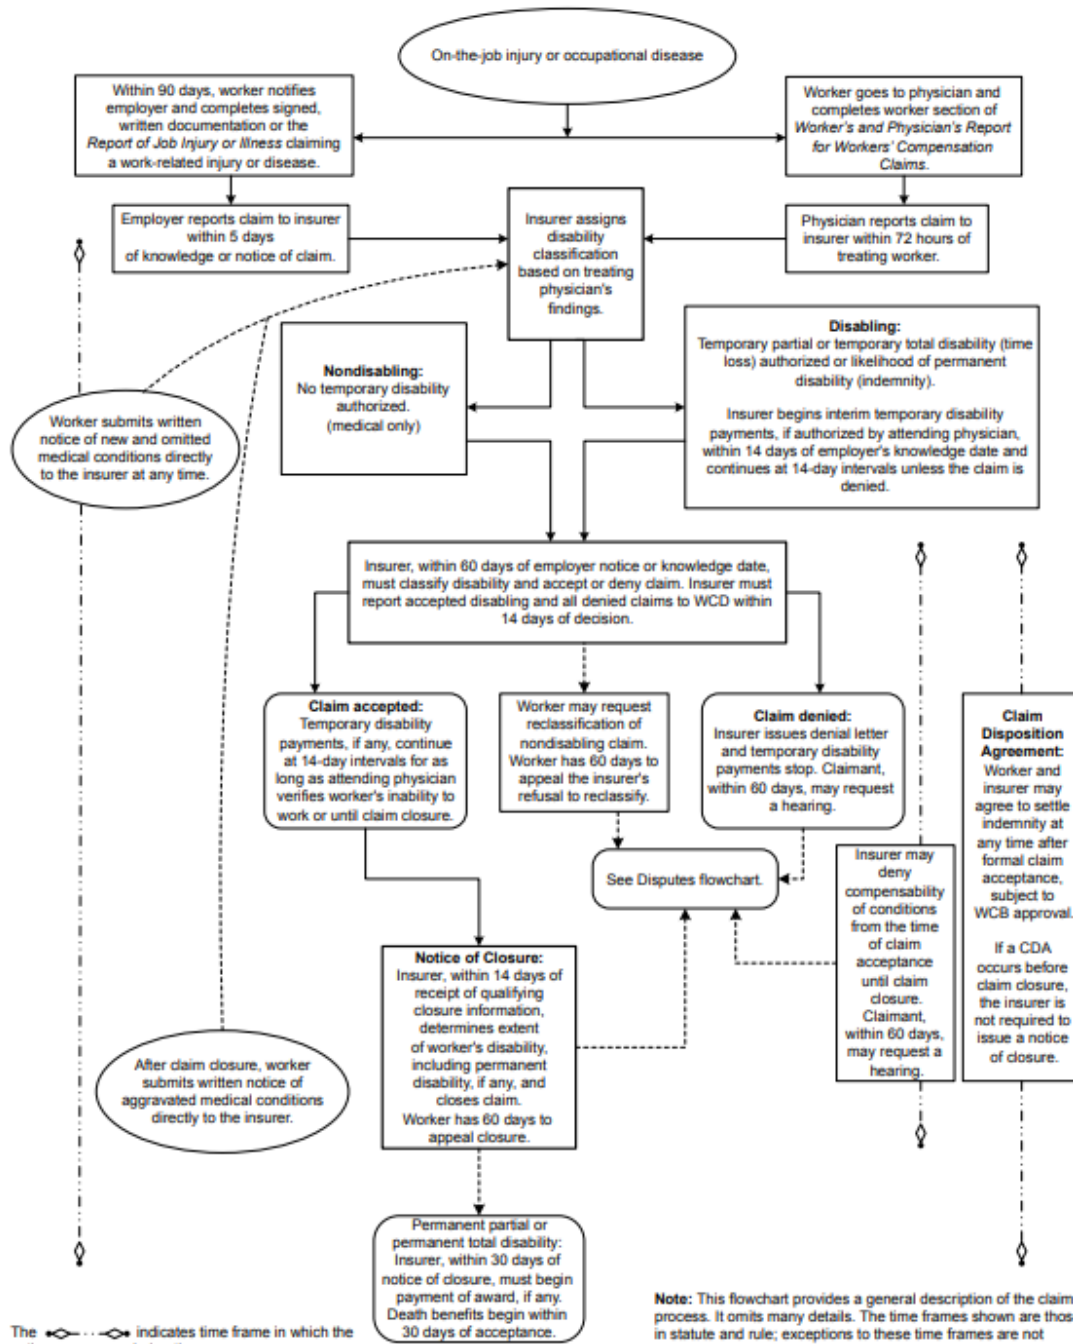 On-the-job injury or occupational disease
Within 90 days, worker notifies
employer and completes signed,
written documentation or the
Report of Job Injury or Illness claiming
a work-related injury or disease.
Worker goes to physician and
completes worker section of
Worker's and Physician's Report
for Workers' Compensation
Claims.
Employer reports claim to insurer
within 5 days
of knowledge or notice of claim.
Insurer assigns
disability
classification
based on treating
physician's
findings.
Physician reports claim to
insurer within 72 hours of
treating worker.
Nondisabling:
No temporary disability
authorized.
(medical only)
Disabling:
Temporary partial or temporary total disability (time
loss) authorized or likelihood of permanent
disability (indemnity).
Insurer begins interim temporary disability
payments, if authorized by attending physician,
within 14 days of employer's knowledge date and
continues at 14-day intervals unless the claim is
denied.
Worker submits written
notice of new and omitted
medical conditions directly
to the insurer at any time.
Insurer, within 60 days of employer notice or knowledge date,
must classify disability and accept or deny claim. Insurer must
report accepted disabling and all denied claims to WCD within
14 days of decision.
Claim accepted:
Temporary disability
payments, if any, continue
at 14-day intervals for as
long as attending physician
verifies worker's inability to
work or until claim closure.
Worker may request
reclassification of
nondisabling claim.
Worker has 60 days to
appeal the insurer's
refusal to reclassify.
Claim denied:
Insurer issues denial letter
and temporary disability
payments stop. Claimant,
within 60 days, may request
a hearing.
Claim
Disposition
Agreement:
Worker and
insurer may
agree to settle
indemnity at
any time after
formal claim
acceptance,
subject to
WCB approval.
If a CDA
occurs before
claim closure,
the insurer is
not required to
issue a notice
of closure.
See Disputes flowchart.
Insurer may
deny
compensability
of conditions
from the time
of claim
acceptance
until claim
closure.
Claimant,
within 60 days,
may request a
hearing.
Notice of Closure:
Insurer, within 14 days of
receipt of qualifying
closure information,
determines extent
of worker's disability,
including permanent
disability, if any, and
closes claim.
Worker has 60 days to
appeal closure.
After claim closure, worker
submits written notice of
aggravated medical conditions
directly to the insurer.
Permanent partial or
permanent total disability:
Insurer, within 30 days of
notice of closure, must begin
payment of award, if any.
Death benefits begin within
30 days of acceptance.
The indicates time frame in which the
Note: This flowchart provides a general description of the claim
process. It omits many details. The time frames shown are thos
in statute and rule; exceptions to these time frames are not